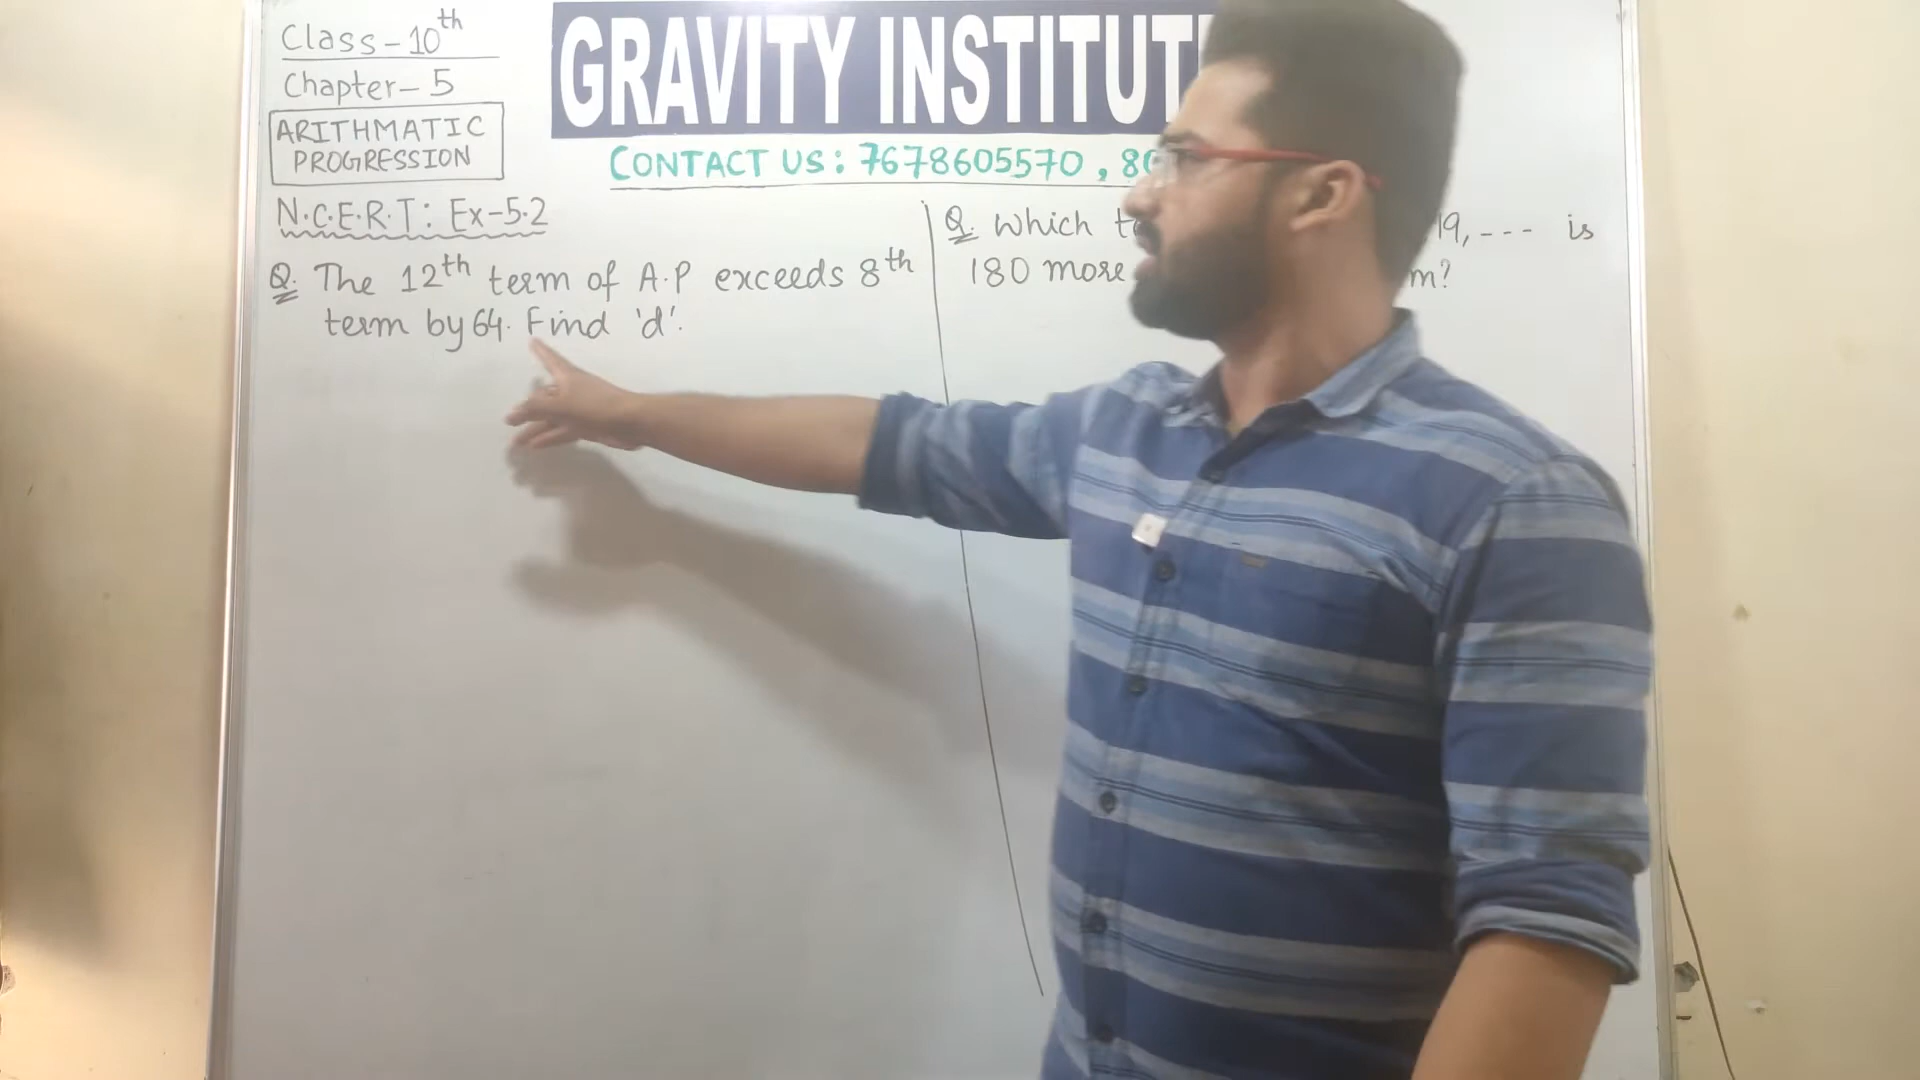 Class-10th
Chapter-5
ARITHMATIC
PROGRESSION
N.C.E.R.T: Ex-5.2
Q. The 12th term of A.P exceeds 8th
term by 64. Find 'd'.
GRAVITY INSTITUT
CONTACT US: 7678605570, 8
Q. Which 19, --- is
180 more m?